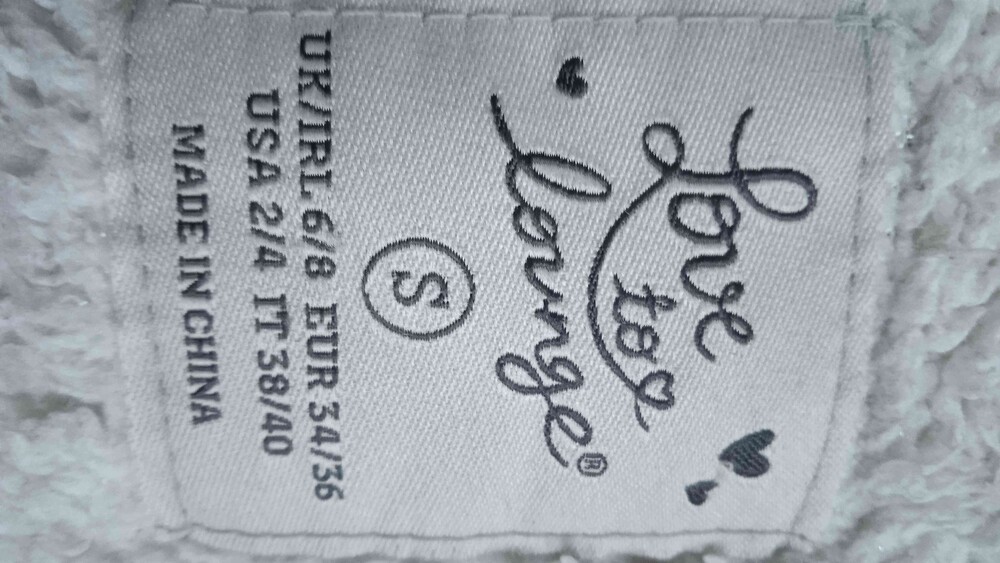 Love
to
Lounge®
S
UK/IRL 6/8 EUR 34/36
USA 2/4 IT 38/40
MADE IN CHINA